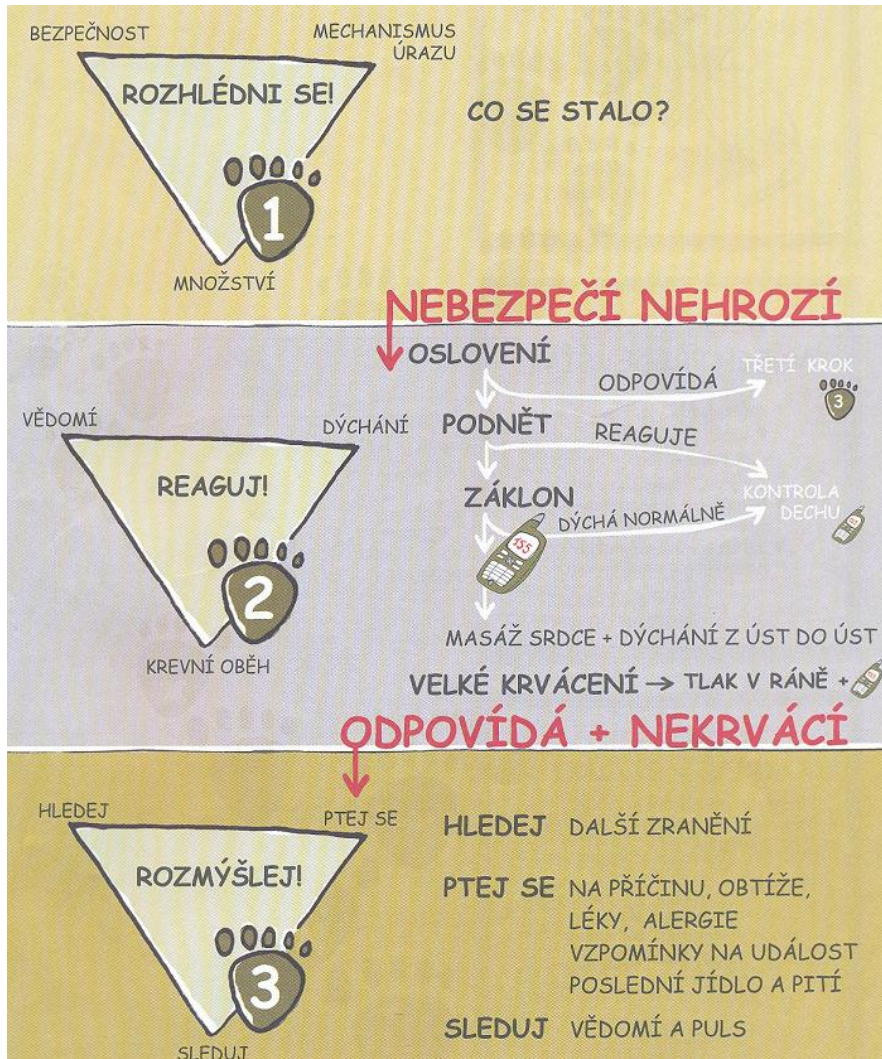 BEZPEČNOST
MECHANISMUS
ÚRAZU
ROZHLÉDNI SE!
CO SE STALO?
1
MNOŽSTVÍ
NEBEZPEČÍ NEHROZÍ
OSLOVENÍ
TŘETÍ KROK
ODPOVÍDÁ
3
VĚDOMÍ
DÝCHÁNÍ
PODNĚT
REAGUJE
REAGUJ!
ZÁKLON
KONTROLA
DECHU
DÝCHÁ NORMÁLNĚ
155
2
MASÁŽ SRDCE + DÝCHÁNÍ Z ÚST DO ÚST
KREVNÍ OBĚH
VELKÉ KRVÁCENÍ → TLAK V RÁNĚ +
ODPOVÍDÁ + NEKRVÁCÍ
HLEDEJ
PTEJ SE
HLEDEJ DALŠÍ ZRANĚNÍ
ROZMÝŠLEJ!
PTEJ SE NA PŘÍČINU, OBTÍŽE,
LÉKY, ALERGIE
VZPOMÍNKY NA UDÁLOST
POSLEDNÍ JÍDLO A PITÍ
3
SLEDUJ VĚDOMÍ A PULS
SLEDUJ